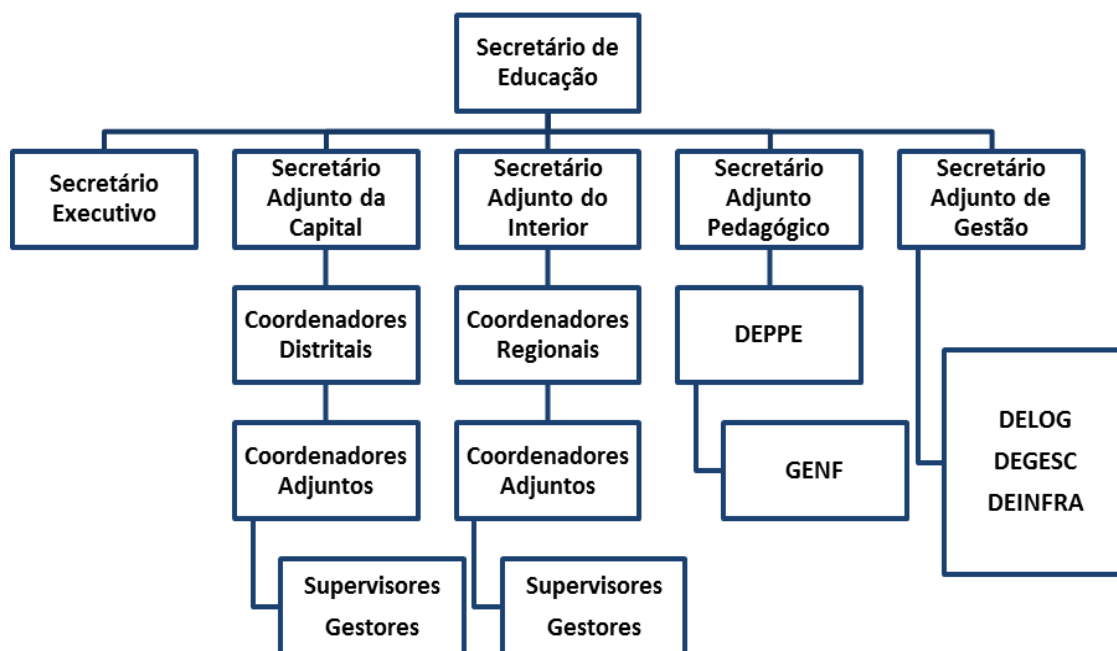 Secretário de
Educação
Secretário
Executivo
Secretário
Adjunto da
Capital
Secretário
Adjunto do
Interior
Secretário
Adjunto
Pedagógico
Secretário
Adjunto de
Gestão
Coordenadores
Distritais
Coordenadores
Regionais
DEPPE
Coordenadores
Adjuntos
Coordenadores
Adjuntos
GENF
DELOG
DEGESC
DEINFRA
Supervisores
Gestores
Supervisores
Gestores